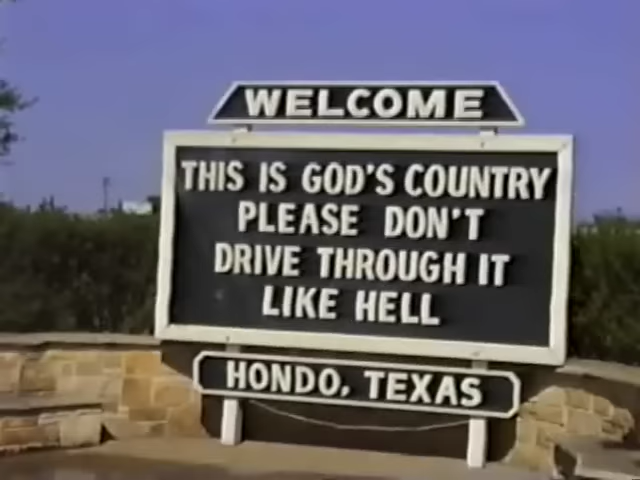 WELCOME
THIS IS GOD'S COUNTRY
PLEASE DON'T
DRIVE THROUGH IT
LIKE HELL
HONDO, TEXAS